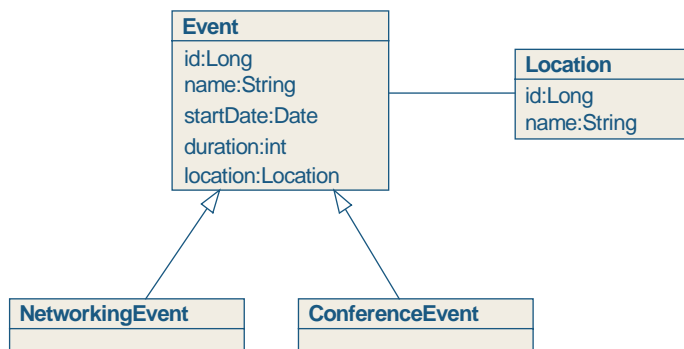 Event
id:Long
name:String
startDate:Date
duration:int
location:Location
Location
id:Long
name:String
NetworkingEvent
ConferenceEvent